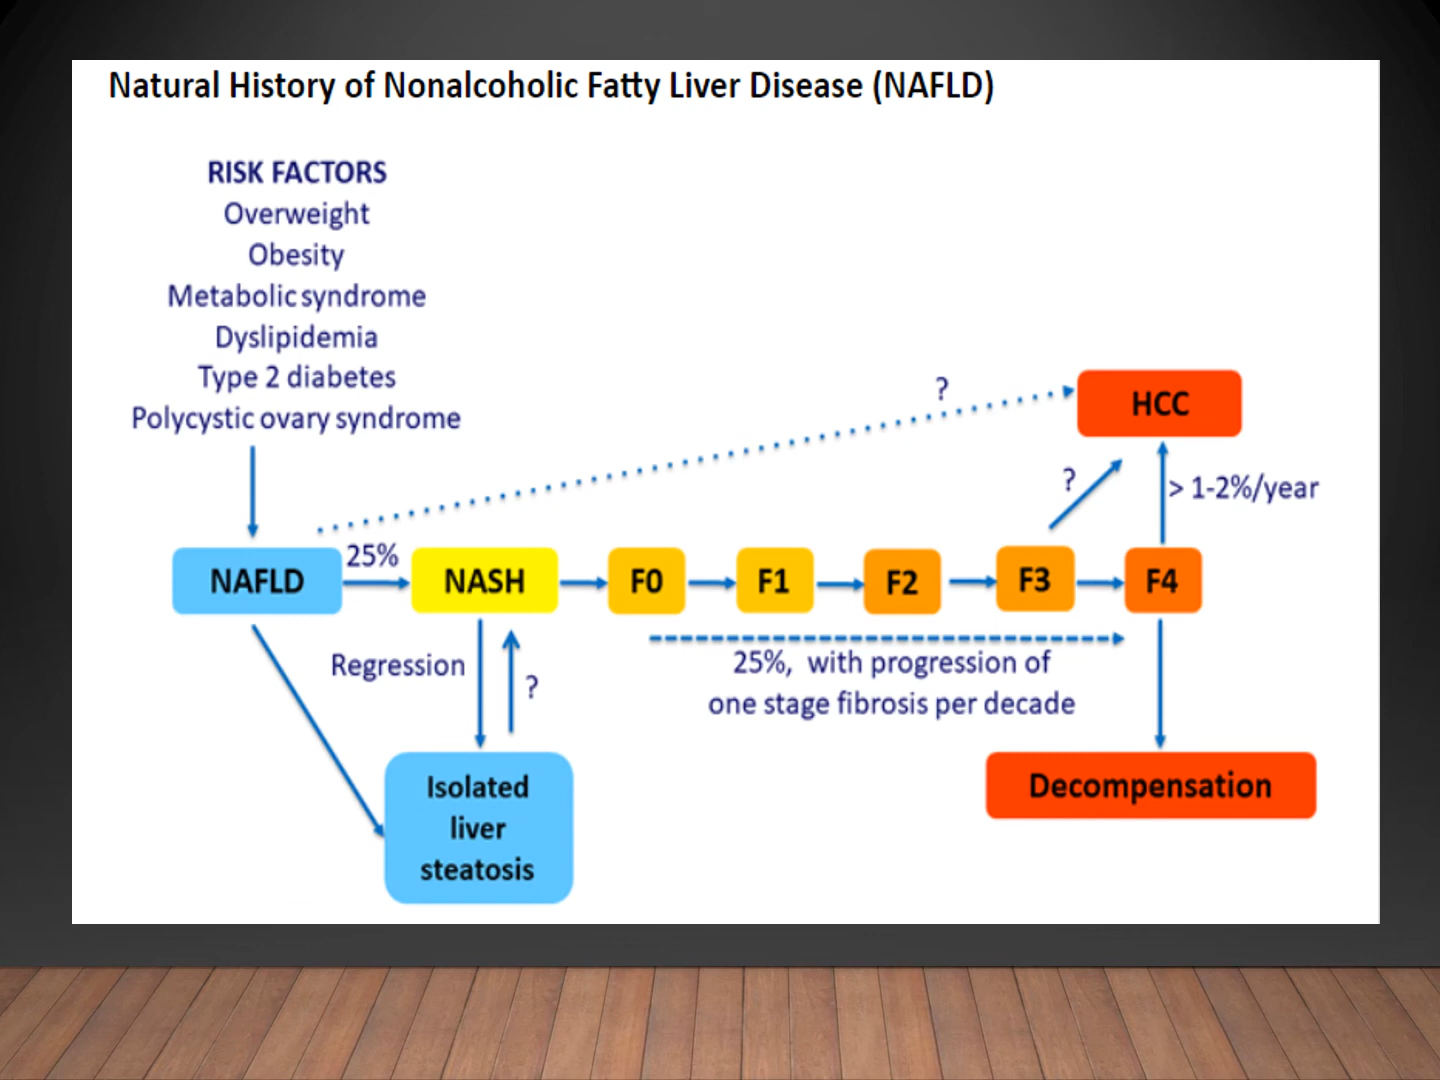 Natural History of Nonalcoholic Fatty Liver Disease (NAFLD)
RISK FACTORS
Overweight
Obesity
Metabolic syndrome
Dyslipidemia
Type 2 diabetes
Polycystic ovary syndrome
?
HCC
?
> 1-2%/year
NAFLD
25%
NASH
F0
F1
F2
F3
F4
Regression
?
25%, with progression of
one stage fibrosis per decade
Isolated
liver
steatosis
Decompensation